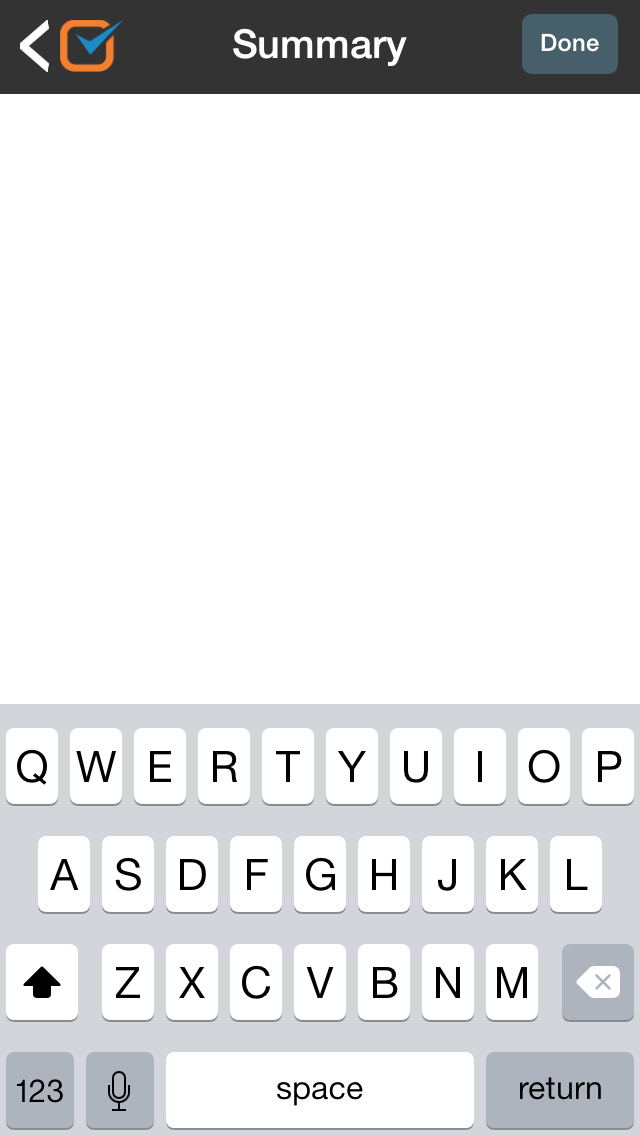 Summary Done
Q W E R T Y U I O P
A S D F G H J K L
Z X C V B N M
123 space return